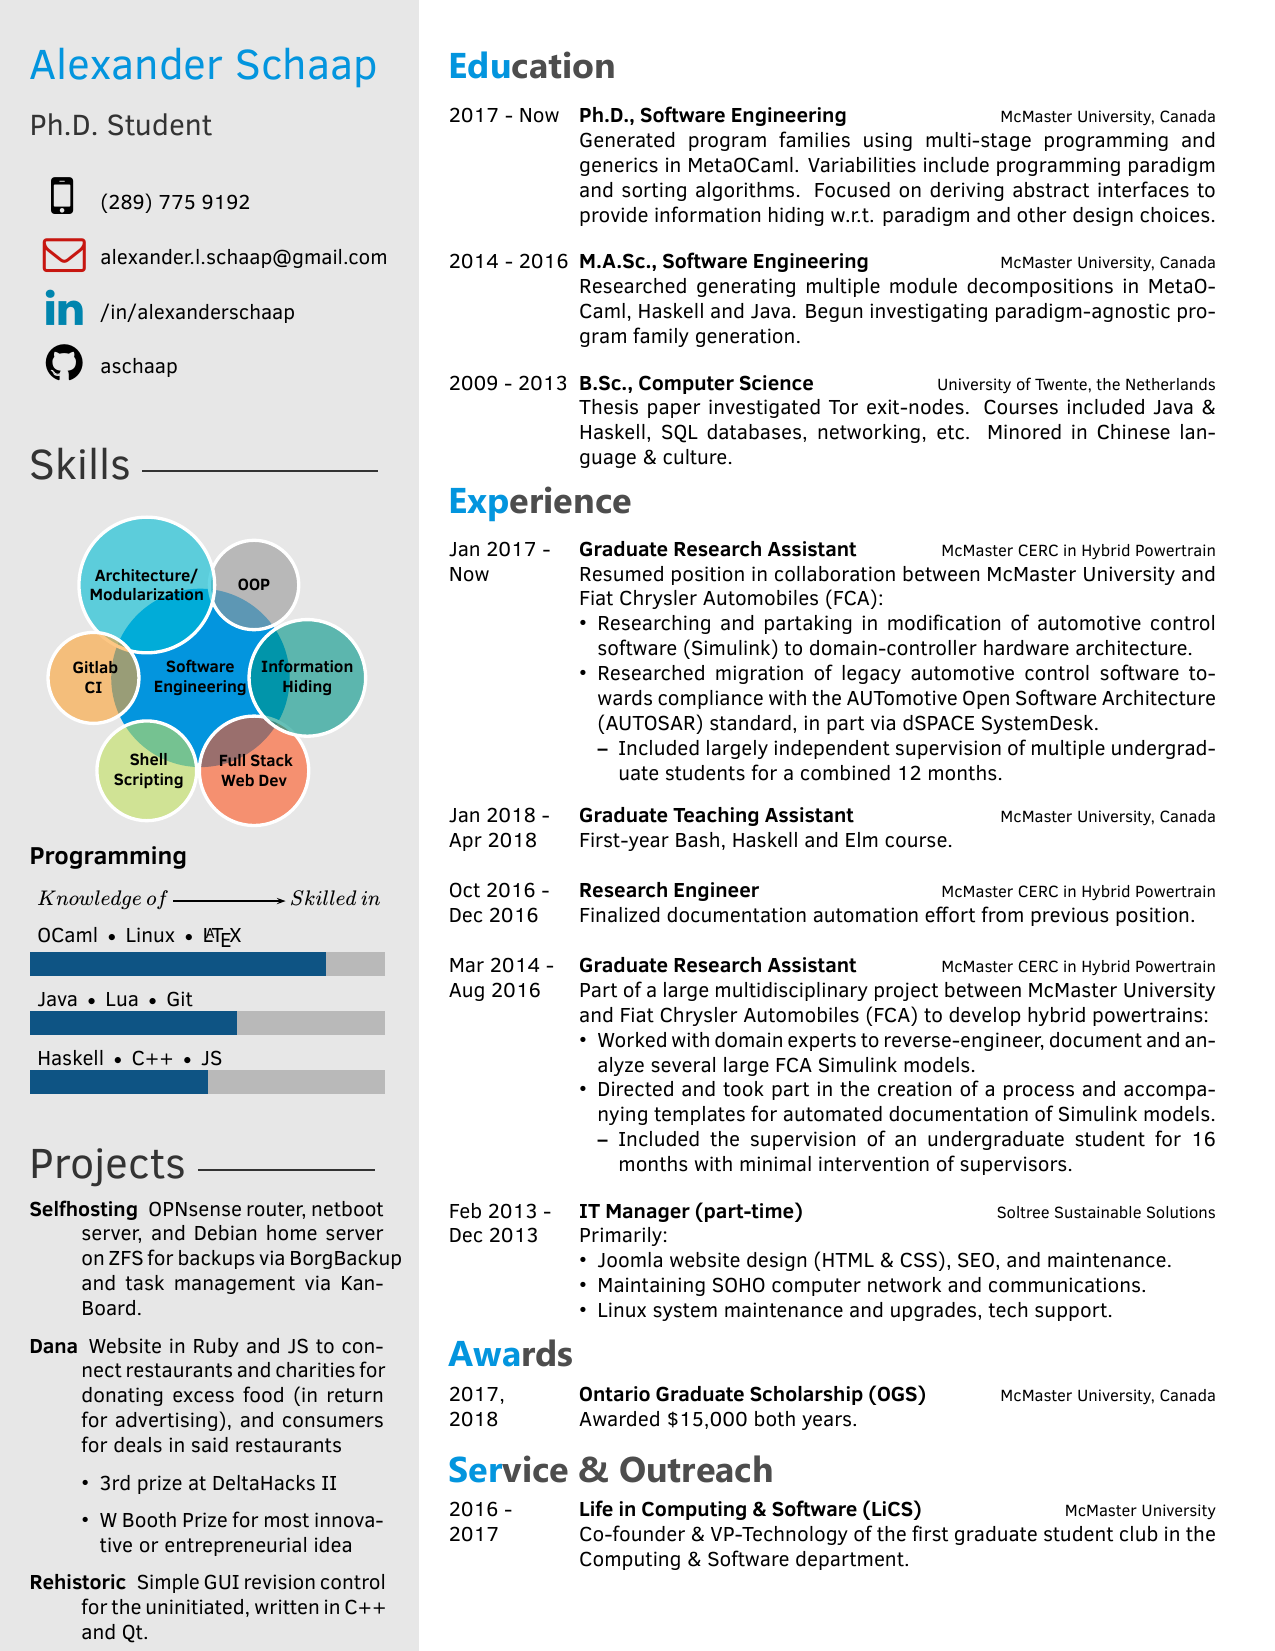 Alexander Schaap
Ph.D. Student
(289) 775 9192
alexander.l.schaap@gmail.com
in /in/alexanderschaap
aschaap
Skills
Architecture/
Modularization
OOP
Gitlab
CI
Software
Engineering
Information
Hiding
Shell
Scripting
Full Stack
Web Dev
Programming
Knowledge of Skilled in
OCaml • Linux • LATEX
Java • Lua • Git
Haskell • C++ • JS
Projects
Selfhosting OPNsense router, netboot
server, and Debian home server
on ZFS for backups via BorgBackup
and task management via Kan-
Board.
Dana Website in Ruby and JS to con-
nect restaurants and charities for
donating excess food (in return
for advertising), and consumers
for deals in said restaurants
• 3rd prize at DeltaHacks II
• W Booth Prize for most innova-
tive or entrepreneurial idea
Rehistoric Simple GUI revision control
for the uninitiated, written in C++
and Qt.
Education
2017 - Now Ph.D., Software Engineering McMaster University, Canada
Generated program families using multi-stage programming and
generics in MetaOCaml. Variabilities include programming paradigm
and sorting algorithms. Focused on deriving abstract interfaces to
provide information hiding w.r.t. paradigm and other design choices.
2014 - 2016 M.A.Sc., Software Engineering McMaster University, Canada
Researched generating multiple module decompositions in MetaO-
Caml, Haskell and Java. Begun investigating paradigm-agnostic pro-
gram family generation.
2009 - 2013 B.Sc., Computer Science University of Twente, the Netherlands
Thesis paper investigated Tor exit-nodes. Courses included Java &
Haskell, SQL databases, networking, etc. Minored in Chinese lan-
guage & culture.
Experience
Jan 2017 - Graduate Research Assistant McMaster CERC in Hybrid Powertrain
Now Resumed position in collaboration between McMaster University and
Fiat Chrysler Automobiles (FCA):
• Researching and partaking in modification of automotive control
software (Simulink) to domain-controller hardware architecture.
• Researched migration of legacy automotive control software to-
wards compliance with the AUTomotive Open Software Architecture
(AUTOSAR) standard, in part via dSPACE SystemDesk.
– Included largely independent supervision of multiple undergrad-
uate students for a combined 12 months.
Jan 2018 - Graduate Teaching Assistant McMaster University, Canada
Apr 2018 First-year Bash, Haskell and Elm course.
Oct 2016 - Research Engineer McMaster CERC in Hybrid Powertrain
Dec 2016 Finalized documentation automation effort from previous position.
Mar 2014 - Graduate Research Assistant McMaster CERC in Hybrid Powertrain
Aug 2016 Part of a large multidisciplinary project between McMaster University
and Fiat Chrysler Automobiles (FCA) to develop hybrid powertrains:
• Worked with domain experts to reverse-engineer, document and an-
alyze several large FCA Simulink models.
• Directed and took part in the creation of a process and accompa-
nying templates for automated documentation of Simulink models.
– Included the supervision of an undergraduate student for 16
months with minimal intervention of supervisors.
Feb 2013 - IT Manager (part-time) Soltree Sustainable Solutions
Dec 2013 Primarily:
• Joomla website design (HTML & CSS), SEO, and maintenance.
• Maintaining SOHO computer network and communications.
• Linux system maintenance and upgrades, tech support.
Awards
2017, Ontario Graduate Scholarship (OGS) McMaster University, Canada
2018 Awarded $15,000 both years.
Service & Outreach
2016 - Life in Computing & Software (LiCS) McMaster University
2017 Co-founder & VP-Technology of the first graduate student club in the
Computing & Software department.